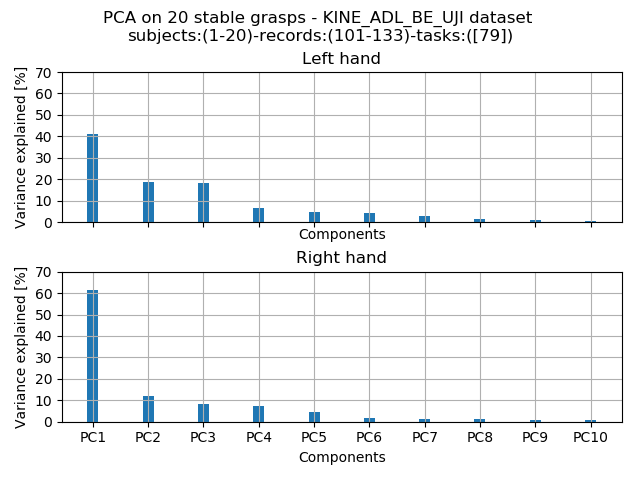 PCA on 20 stable grasps - KINE_ADL_BE_UJI dataset
subjects:(1-20)-records:(101-133)-tasks:([79])
Left hand
Variance explained [%]
70
60
50
40
30
20
10
0
Components
Right hand
Variance explained [%]
70
60
50
40
30
20
10
0
PC1 PC2 PC3 PC4 PC5 PC6 PC7 PC8 PC9 PC10
Components